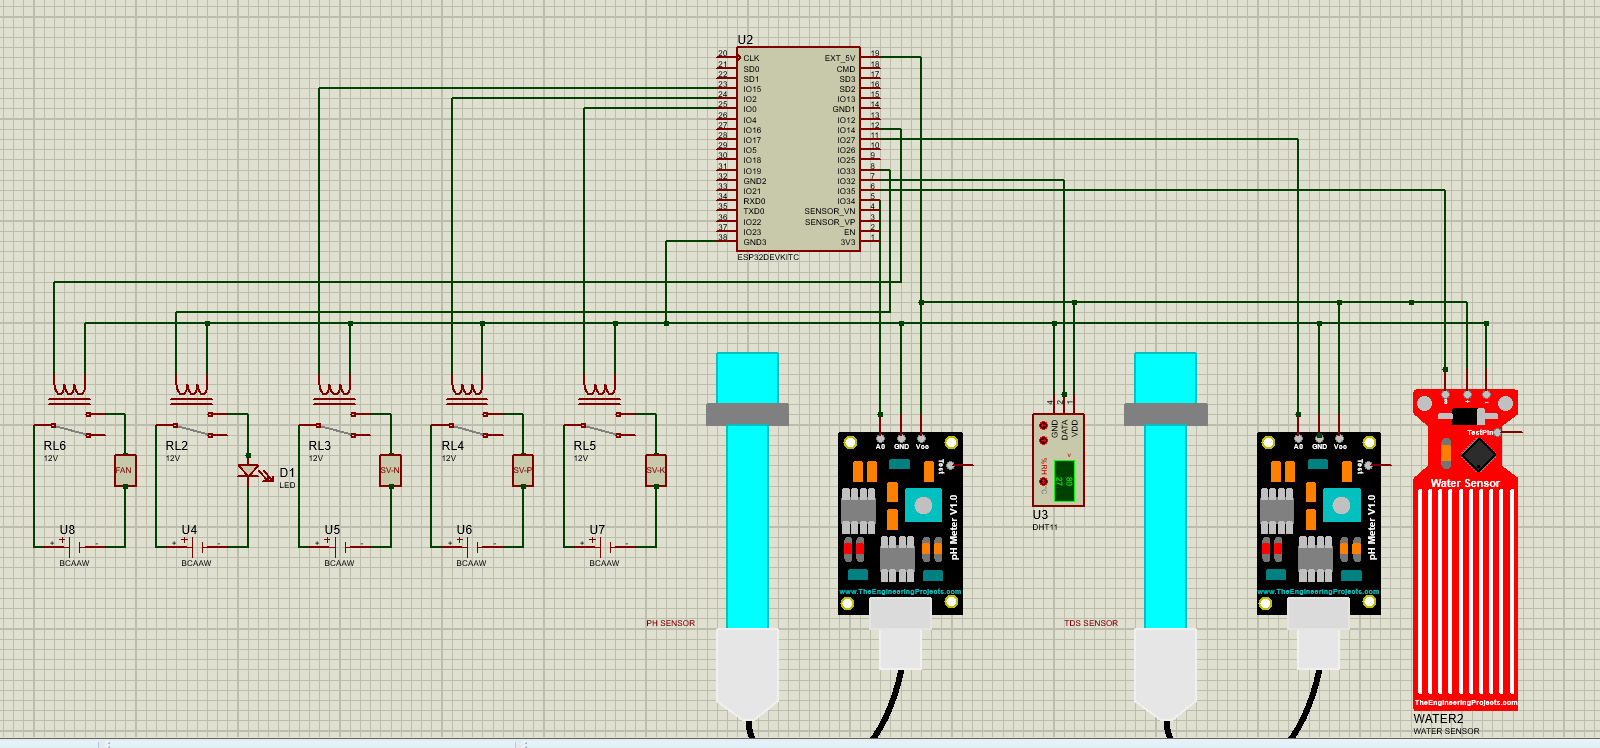 U2
20 CLK EXT_5V 19
21 SD0 CMD 18
22 SD1 SD3 17
23 IO15 SD2 16
24 IO2 IO13 15
25 IO0 GND1 14
26 IO4 IO12 13
27 IO16 IO14 12
28 IO17 IO27 11
29 IO5 IO26 10
30 IO18 IO25 9
31 IO19 IO33 8
32 GND2 IO32 7
33 IO21 IO35 6
34 RXD0 IO34 5
35 TXD0 SENSOR_VN 4
36 IO22 SENSOR_VP 3
37 IO23 EN 2
38 GND3 3V3 1
ESP32DEVKITC
RL6
12V
RL2
12V
RL3
12V
RL4
12V
RL5
12V
FAN
D1
LED
SV-N
SV-P
SV-K
U8
+ + -
BCAAW
U4
+ + -
BCAAW
U5
+ + -
BCAAW
U6
+ + -
BCAAW
U7
+ + -
BCAAW
PH SENSOR
A0 GND Voo
Test
pH Meter V1.0
www.TheEngineeringProjects.com
4 2 1
GND DATA VDD
%RH
°C
80
27
U3
DHT11
TDS SENSOR
A0 GND Voo
Test
pH Meter V1.0
www.TheEngineeringProjects.com
S + -
TestPin
Water Sensor
TheEngineeringProjects.com
WATER2
WATER SENSOR